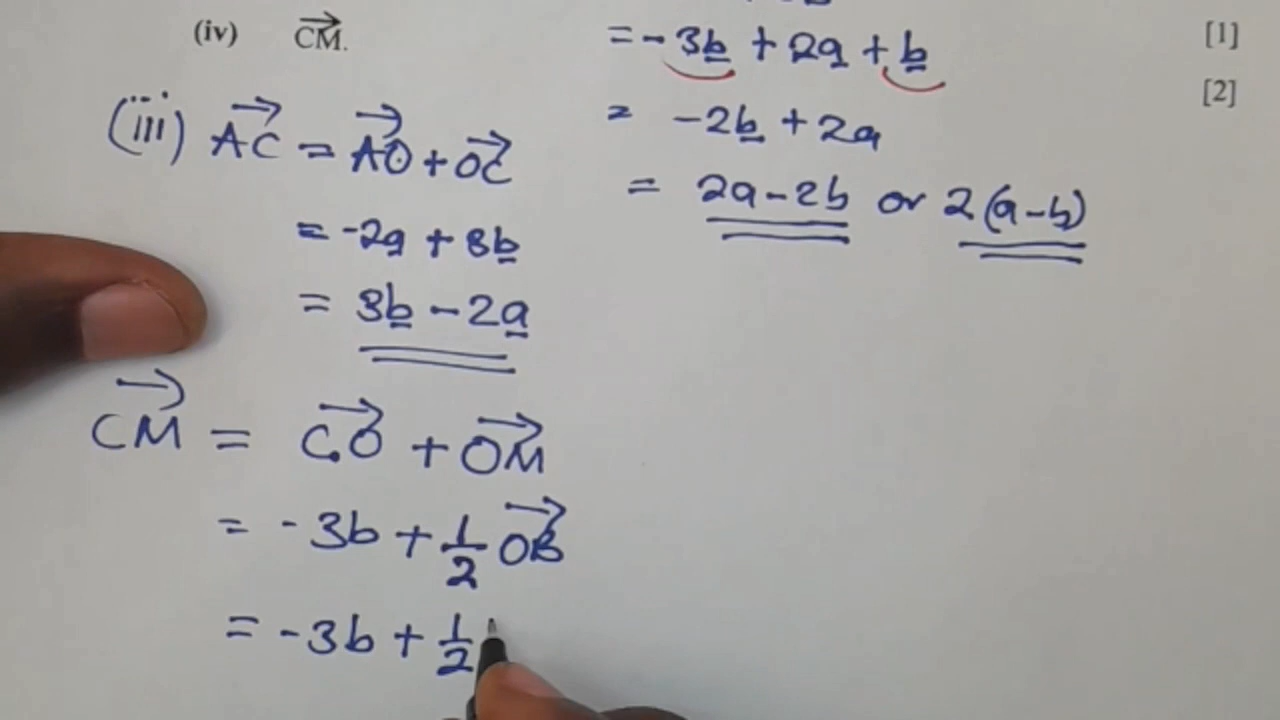 (iv) CM. [1]
= -3b + 2a + b
[2]
= -2b + 2a
= 2a - 2b or 2(a - b)
(iii) AC = AO + OC
= -2a + 3b
= 3b - 2a
CM = CO + OM
= -3b + 1/2 OB
= -3b + 1/2